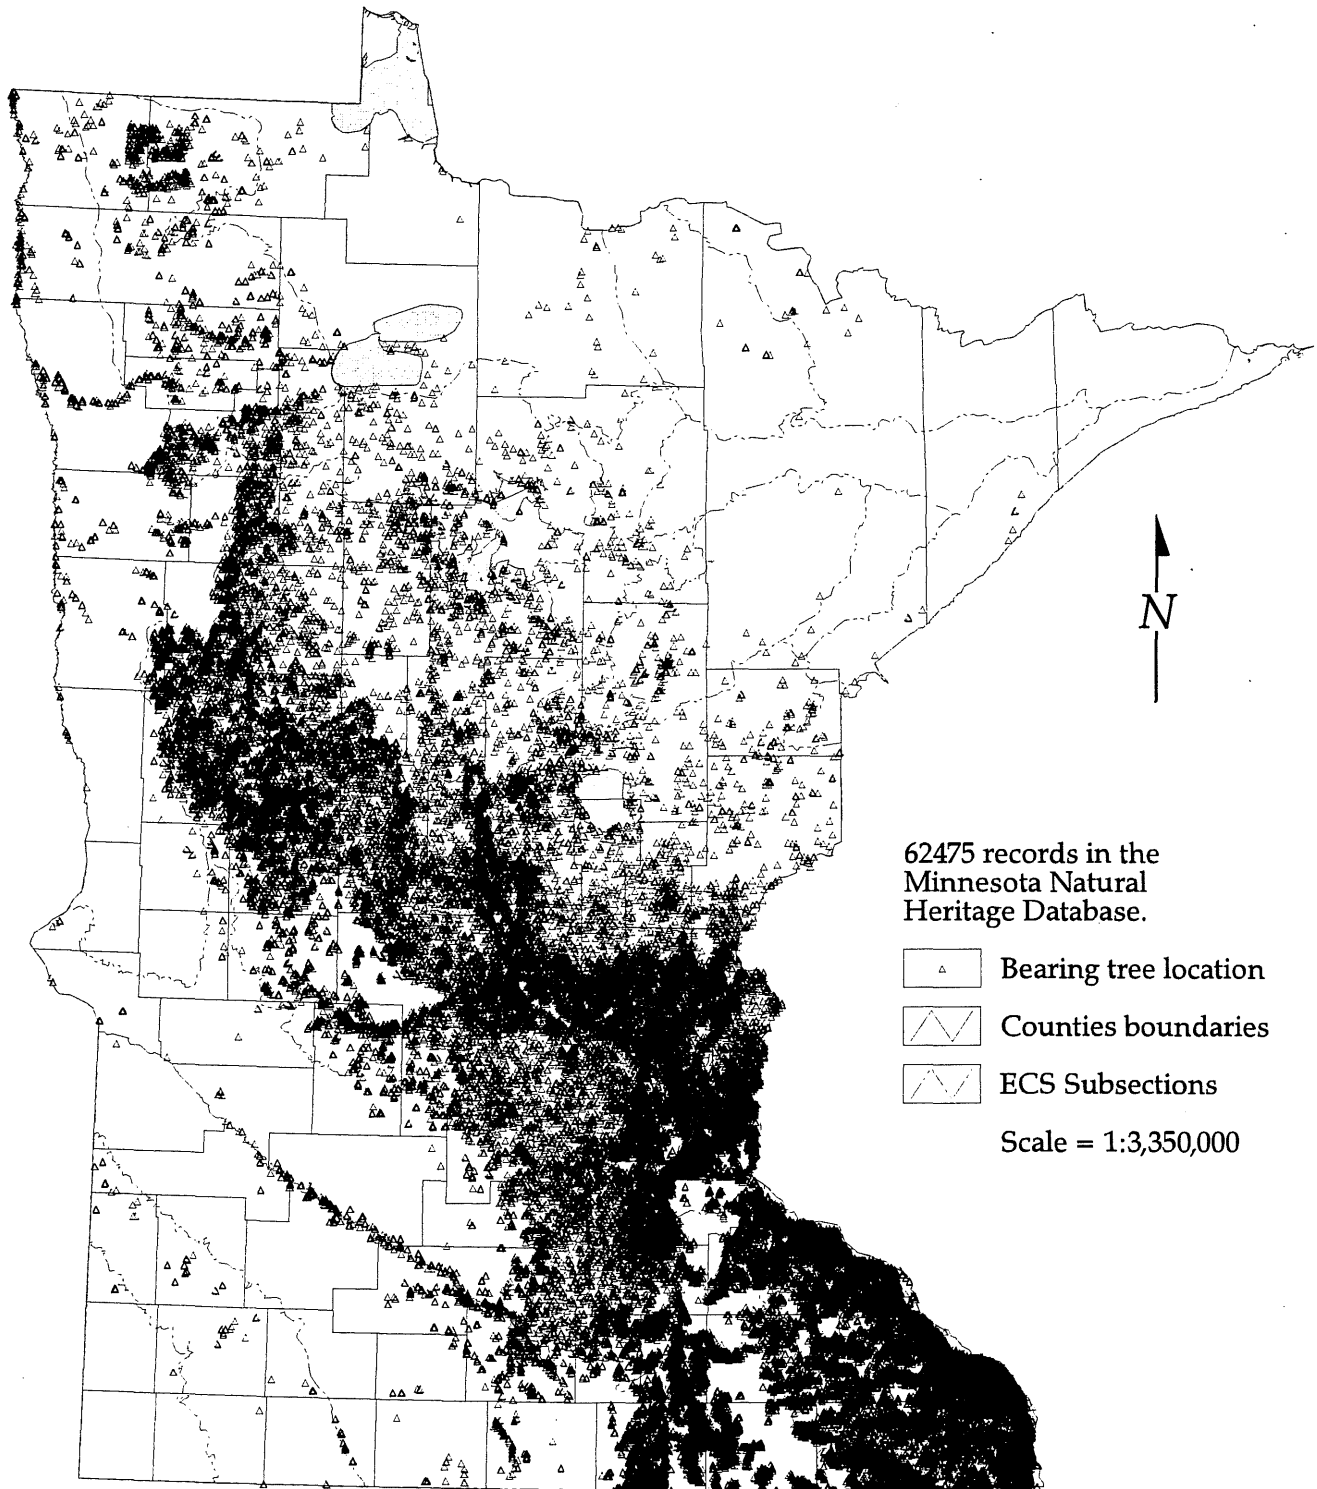 N
62475 records in the
Minnesota Natural
Heritage Database.
Bearing tree location
Counties boundaries
ECS Subsections
Scale = 1:3,350,000